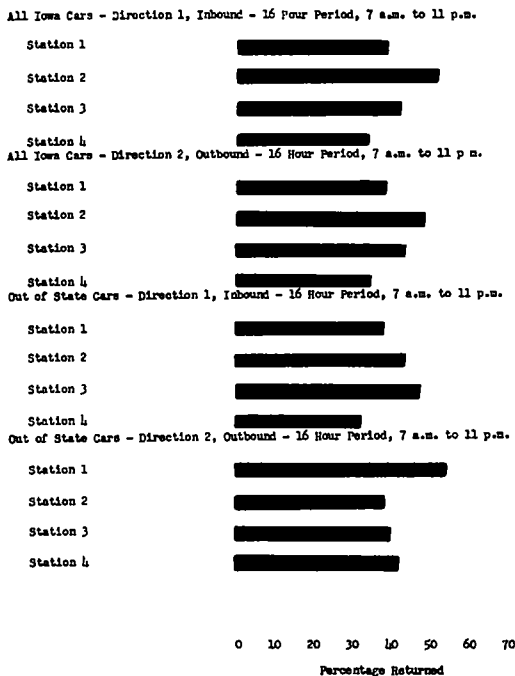 All Iowa Cars - Direction 1, Inbound - 16 Hour Period, 7 a.m. to 11 p.m.
Station 1
Station 2
Station 3
Station 4
All Iowa Cars - Direction 2, Outbound - 16 Hour Period, 7 a.m. to 11 p m.
Station 1
Station 2
Station 3
Station 4
Out of State Cars - Direction 1, Inbound - 16 Hour Period, 7 a.m. to 11 p.m.
Station 1
Station 2
Station 3
Station 4
Out of State Cars - Direction 2, Outbound - 16 Hour Period, 7 a.m. to 11 p.m.
Station 1
Station 2
Station 3
Station 4
0 10 20 30 40 50 60 70
Percentage Returned